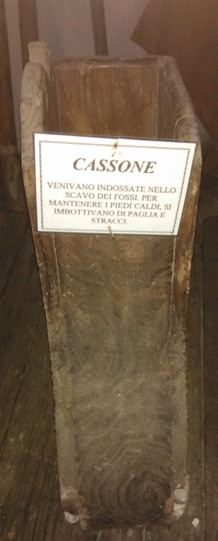 CASSONE
VENIVANO INDOSSATE NELLO
SCAVO DEI FOSSI. PER
MANTENERE I PIEDI CALDI, SI
IMBOTTIVANO DI PAGLIA E
STRACCI.